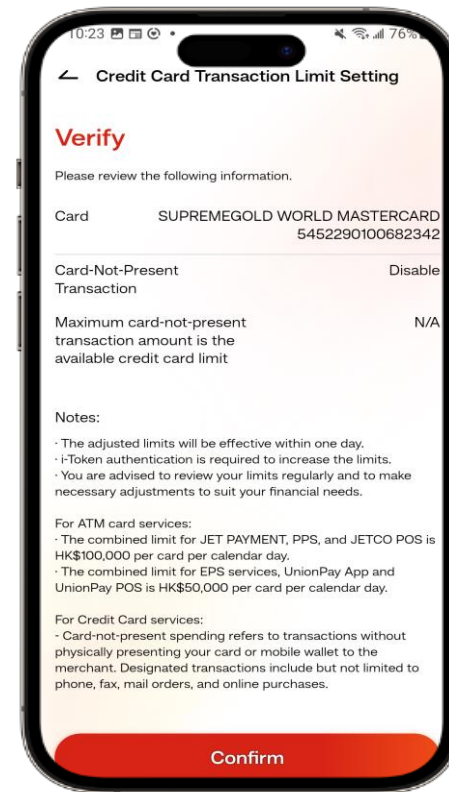 10:23 76%
Credit Card Transaction Limit Setting
Verify
Please review the following information.
Card SUPREMEGOLD WORLD MASTERCARD
5452290100682342
Card-Not-Present Disable
Transaction
Maximum card-not-present N/A
transaction amount is the
available credit card limit
Notes:
· The adjusted limits will be effective within one day.
· i-Token authentication is required to increase the limits.
· You are advised to review your limits regularly and to make
necessary adjustments to suit your financial needs.
For ATM card services:
· The combined limit for JET PAYMENT, PPS, and JETCO POS is
HK$100,000 per card per calendar day.
· The combined limit for EPS services, UnionPay App and
UnionPay POS is HK$50,000 per card per calendar day.
For Credit Card services:
- Card-not-present spending refers to transactions without
physically presenting your card or mobile wallet to the
merchant. Designated transactions include but not limited to
phone, fax, mail orders, and online purchases.
Confirm